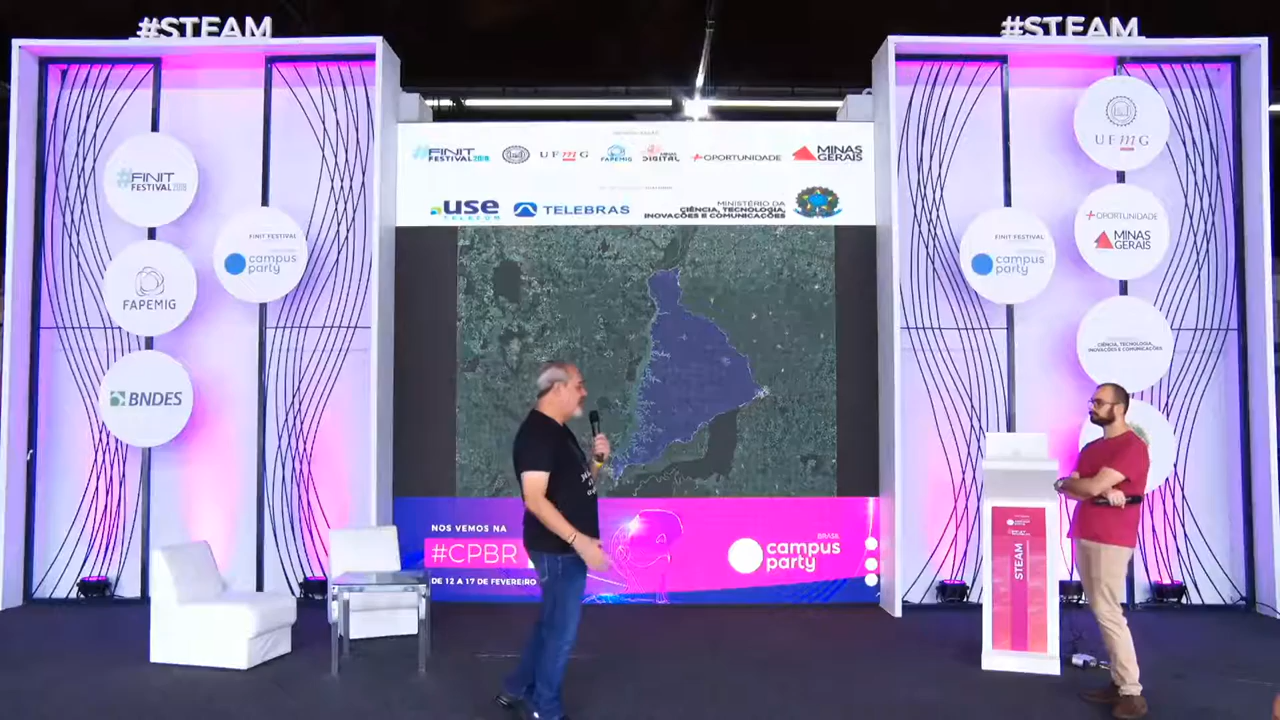 #STEAM
#STEAM
#FINIT
FESTIVAL 2018
FAPEMIG
BNDES
FINIT FESTIVAL
campus
party
#FINIT
FESTIVAL 2018
UFMG
FAPEMIG
MINAS
DIGITAL
+OPORTUNIDADE
MINAS
GERAIS
use
TELECOM
TELEBRAS
MINISTÉRIO DA
CIÊNCIA, TECNOLOGIA,
INOVAÇÕES E COMUNICAÇÕES
NOS VEMOS NA
#CPBR
DE 12 A 17 DE FEVEREIRO
BRASIL
campus
party
FINIT FESTIVAL
campus
party
UFMG
+OPORTUNIDADE
MINAS
GERAIS
CIÊNCIA, TECNOLOGIA,
INOVAÇÕES E COMUNICAÇÕES
STEAM